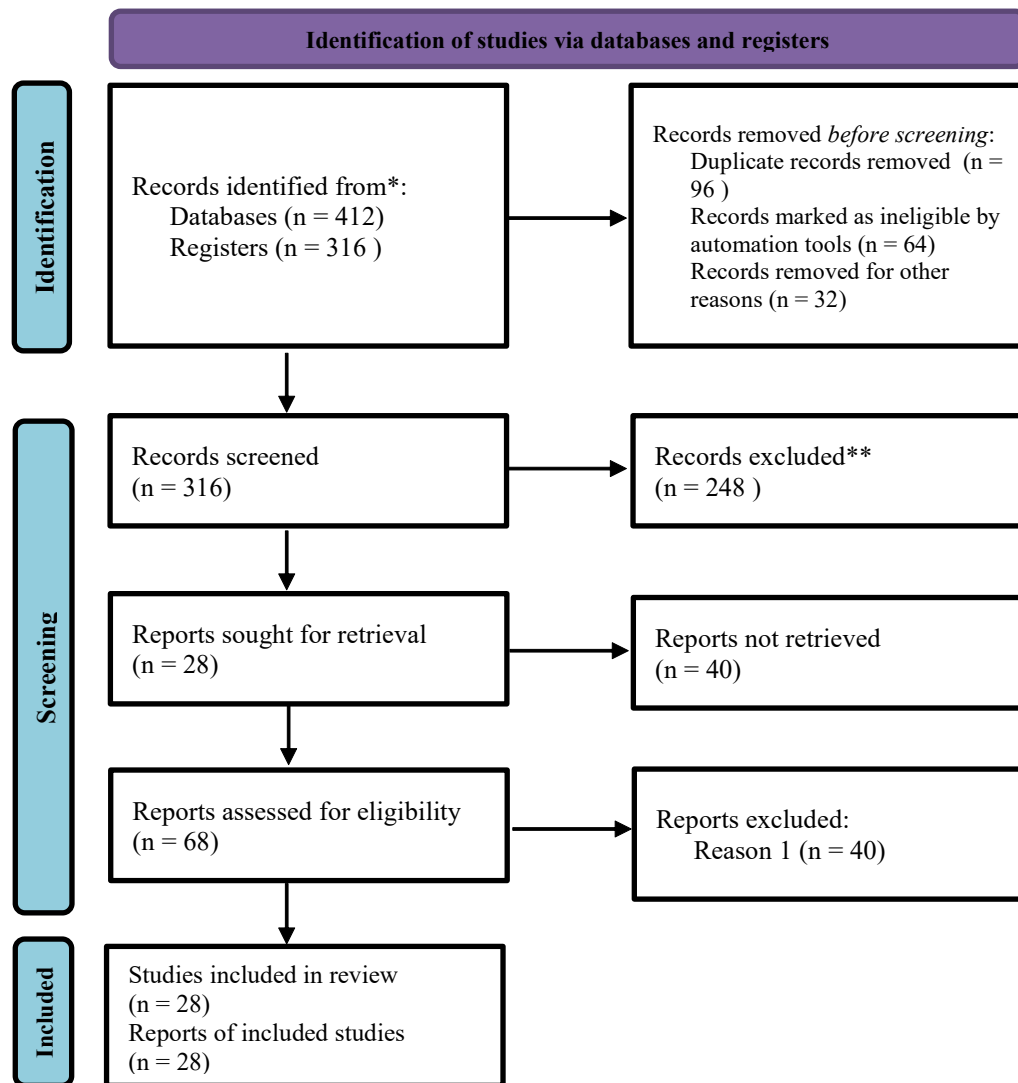 Identification of studies via databases and registers
Identification
Records identified from*:
Databases (n = 412)
Registers (n = 316 )
Records removed before screening:
Duplicate records removed  (n =
96 )
Records marked as ineligible by
automation tools (n = 64)
Records removed for other
reasons (n = 32)
Screening
Records screened
(n = 316)
Records excluded**
(n = 248 )
Reports sought for retrieval
(n = 28)
Reports not retrieved
(n = 40)
Reports assessed for eligibility
(n = 68)
Reports excluded:
Reason 1 (n = 40)
Included
Studies included in review
(n = 28)
Reports of included studies
(n = 28)